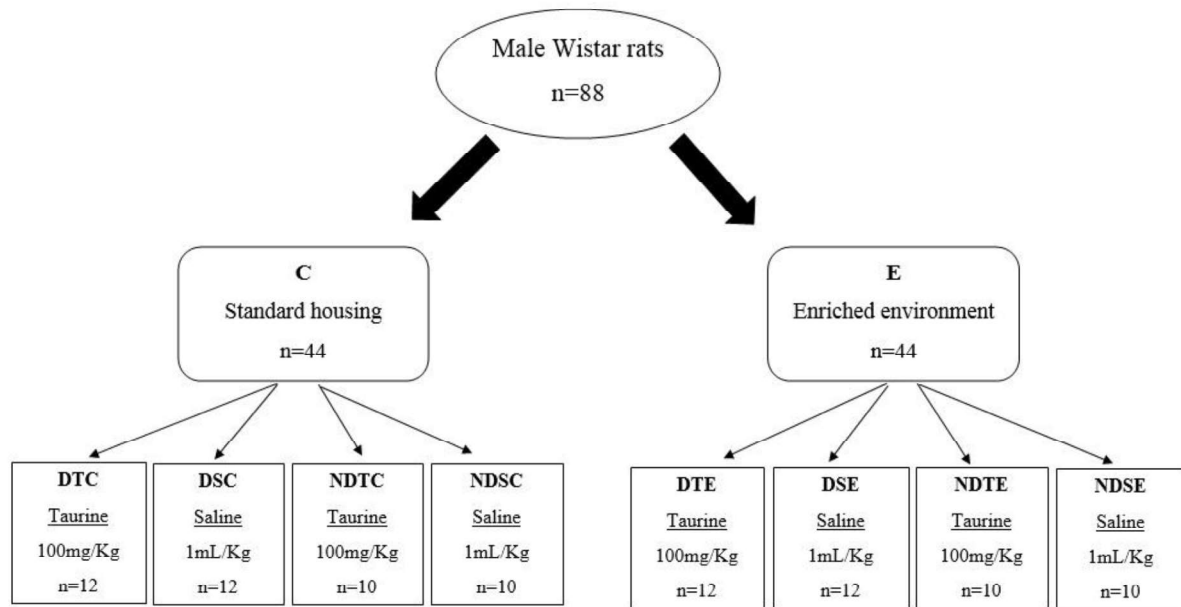 Male Wistar rats
n=88
C
Standard housing
n=44
E
Enriched environment
n=44
DTC
Taurine
100mg/Kg
n=12
DSC
Saline
1mL/Kg
n=12
NDTC
Taurine
100mg/Kg
n=10
NDSC
Saline
1mL/Kg
n=10
DTE
Taurine
100mg/Kg
n=12
DSE
Saline
1mL/Kg
n=12
NDTE
Taurine
100mg/Kg
n=10
NDSE
Saline
1mL/Kg
n=10